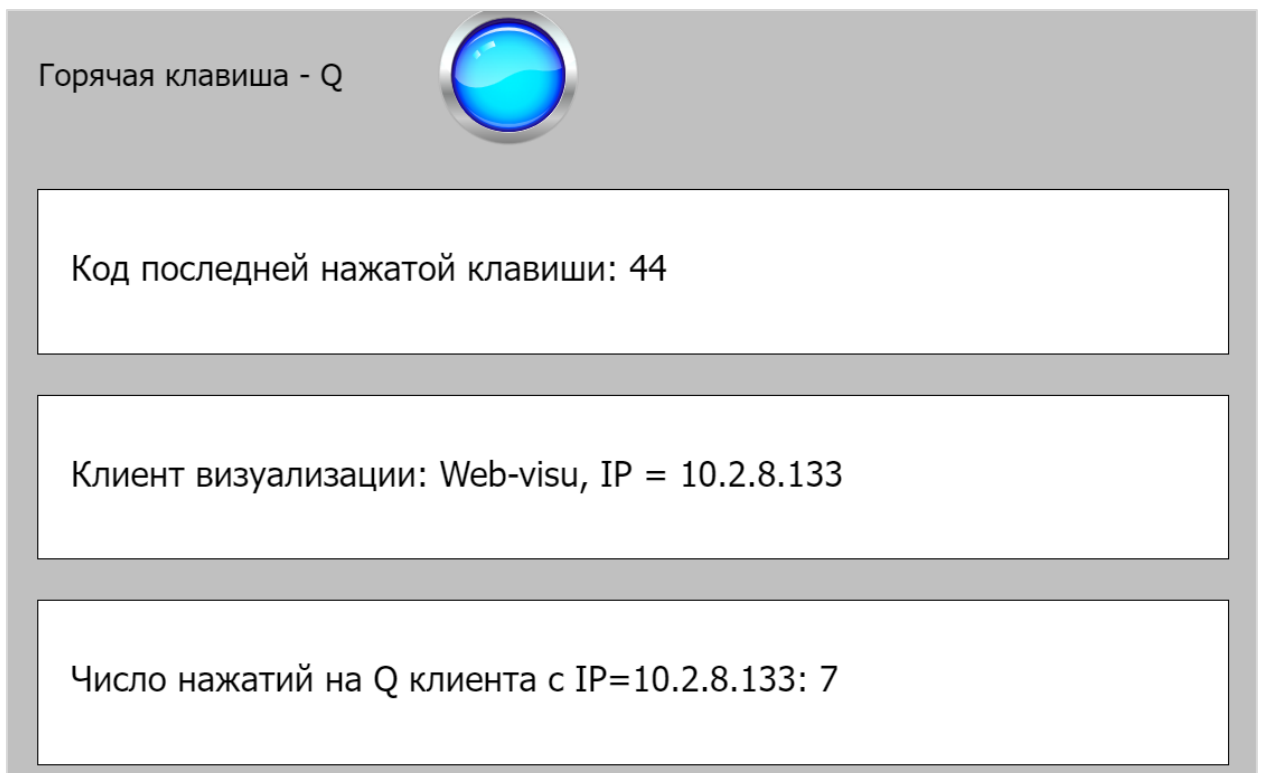 Горячая клавиша - Q
Код последней нажатой клавиши: 44
Клиент визуализации: Web-visu, IP = 10.2.8.133
Число нажатий на Q клиента с IP=10.2.8.133: 7